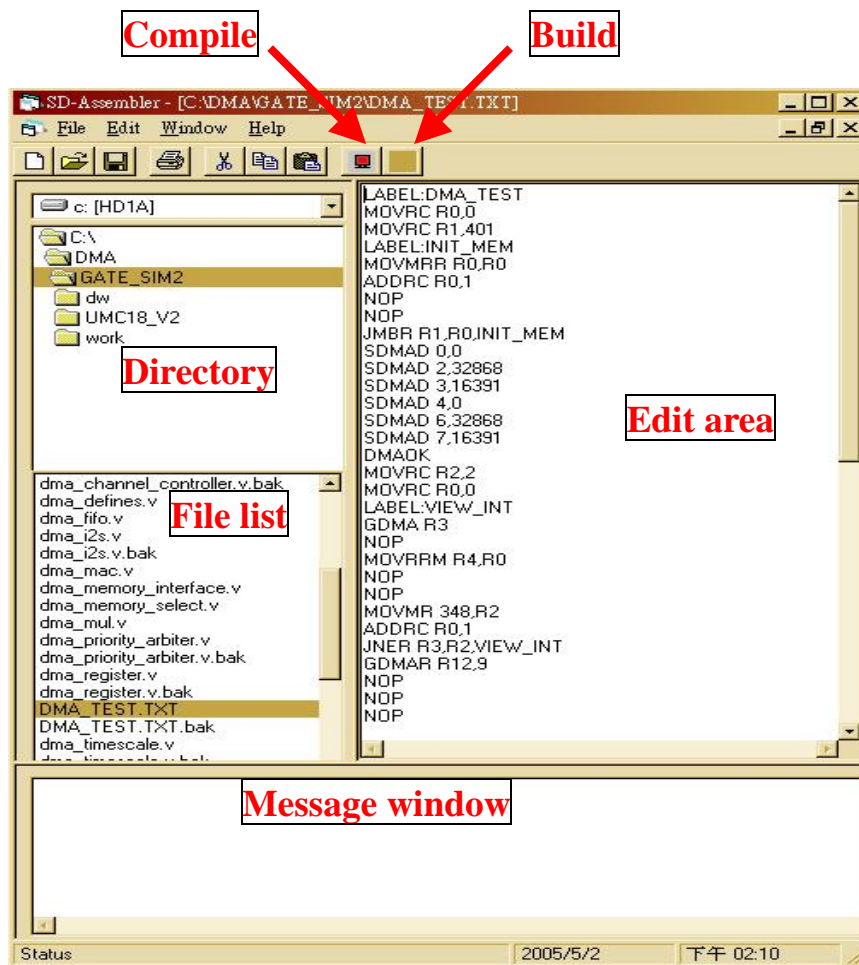 Compile
Build
SD-Assembler - [C:\DMA\GATE_SIM2\DMA_TEST.TXT]
File Edit Window Help
c: [HD1A]
C:\
DMA
GATE_SIM2
dw
UMC18_V2
work
Directory
dma_channel_controller.v.bak
dma_defines.v
dma_fifo.v
dma_i2s.v
dma_i2s.v.bak
dma_mac.v
dma_memory_interface.v
dma_memory_select.v
dma_mul.v
dma_priority_arbiter.v
dma_priority_arbiter.v.bak
dma_register.v
dma_register.v.bak
DMA_TEST.TXT
DMA_TEST.TXT.bak
dma_timescale.v
File list
LABEL:DMA_TEST
MOVRC R0,0
MOVRC R1,401
LABEL:INIT_MEM
MOVMRR R0,R0
ADDRC R0,1
NOP
NOP
JMBR R1,R0,INIT_MEM
SDMAD 0,0
SDMAD 2,32868
SDMAD 3,16391
SDMAD 4,0
SDMAD 6,32868
SDMAD 7,16391
DMAOK
MOVRC R2,2
MOVRC R0,0
LABEL:VIEW_INT
GDMA R3
NOP
MOVRRM R4,R0
NOP
NOP
MOVMR 348,R2
ADDRC R0,1
JNER R3,R2,VIEW_INT
GDMAR R12,9
NOP
NOP
NOP
Edit area
Message window
Status 2005/5/2 下午 02:10